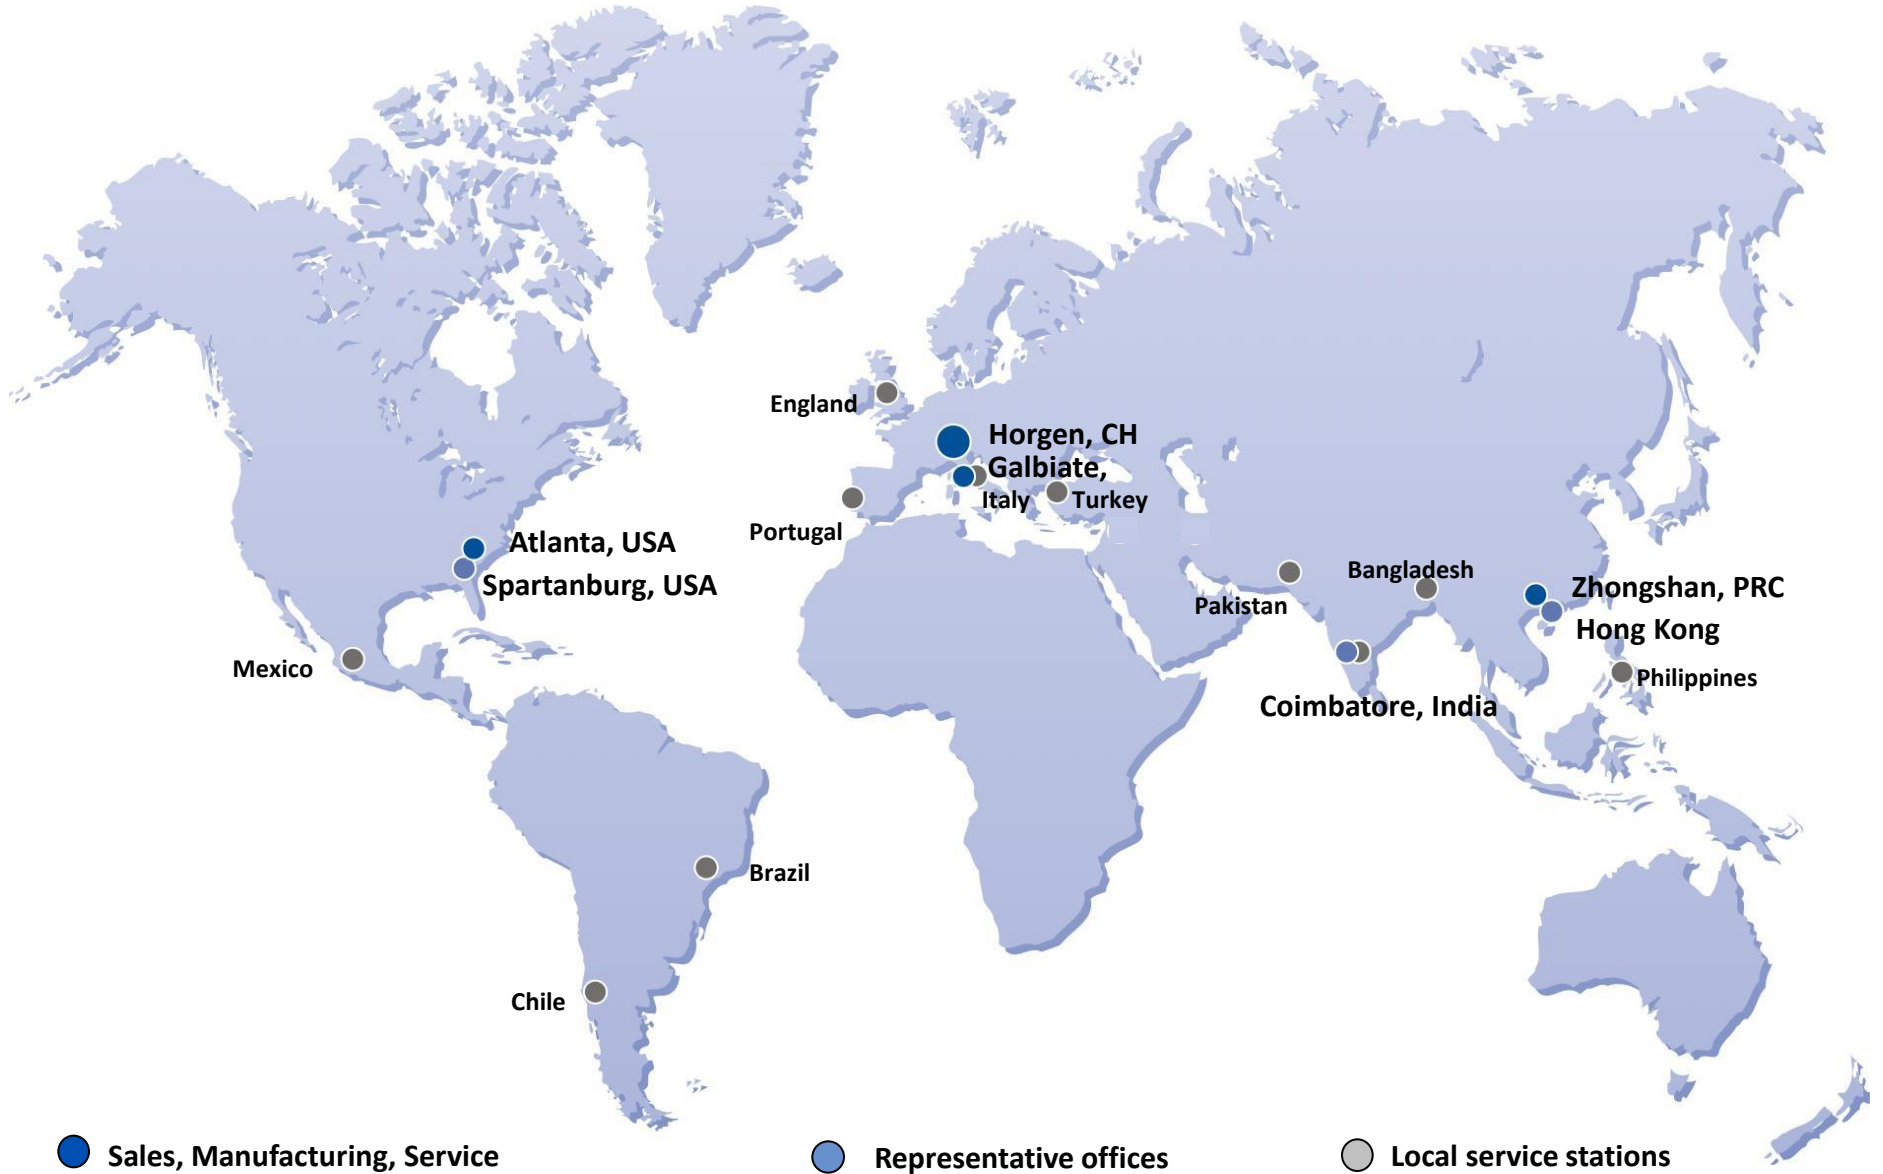 England
Horgen, CH
Galbiate,
Italy
Turkey
Portugal
Atlanta, USA
Spartanburg, USA
Bangladesh
Pakistan
Zhongshan, PRC
Hong Kong
Mexico
Philippines
Coimbatore, India
Brazil
Chile
Sales, Manufacturing, Service
Representative offices
Local service stations